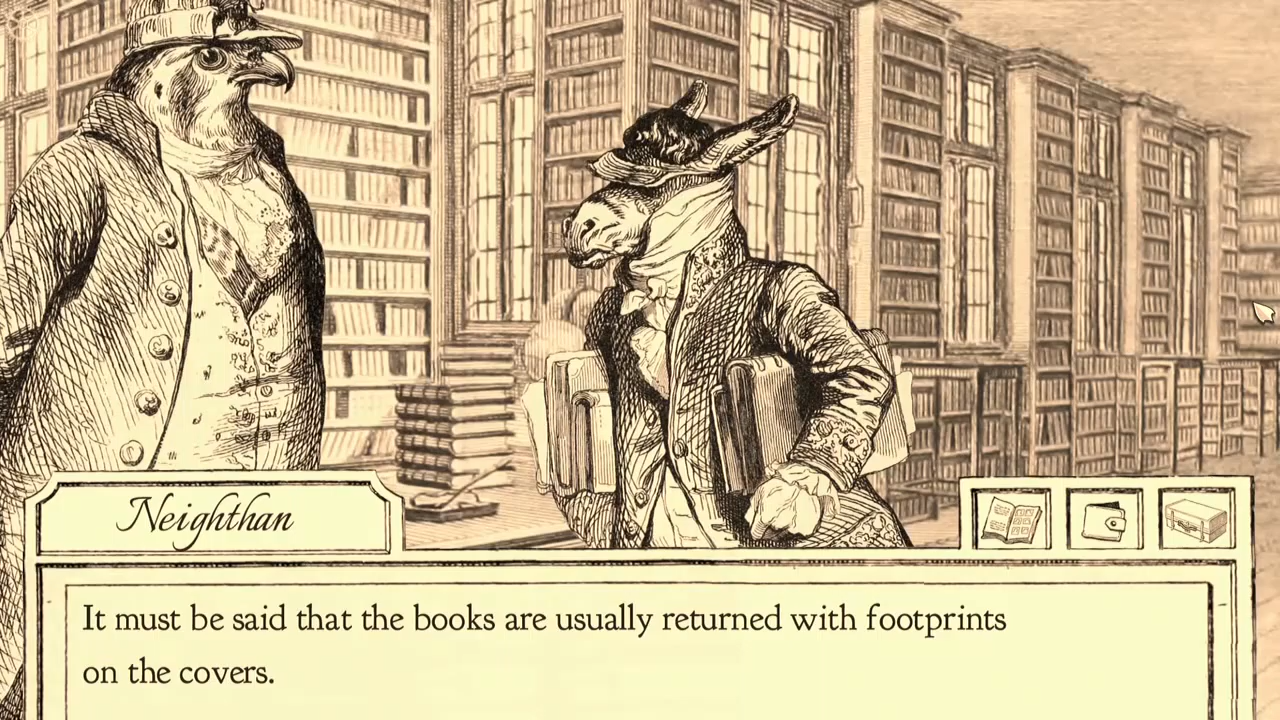 Neighthan
It must be said that the books are usually returned with footprints
on the covers.